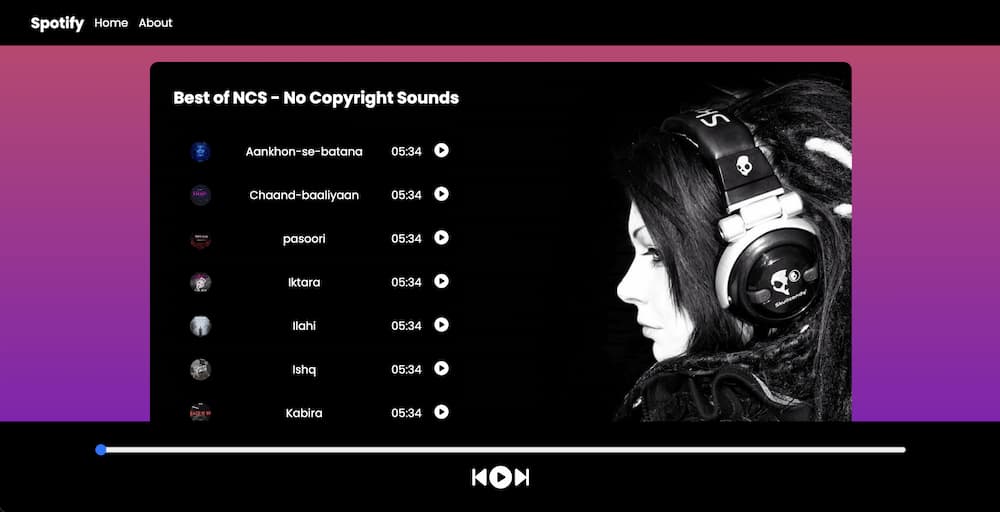 Spotify Home About
Best of NCS - No Copyright Sounds
Aankhon-se-batana 05:34
Chaand-baaliyaan 05:34
pasoori 05:34
Iktara 05:34
Ilahi 05:34
Ishq 05:34
Kabira 05:34
Skullcandy